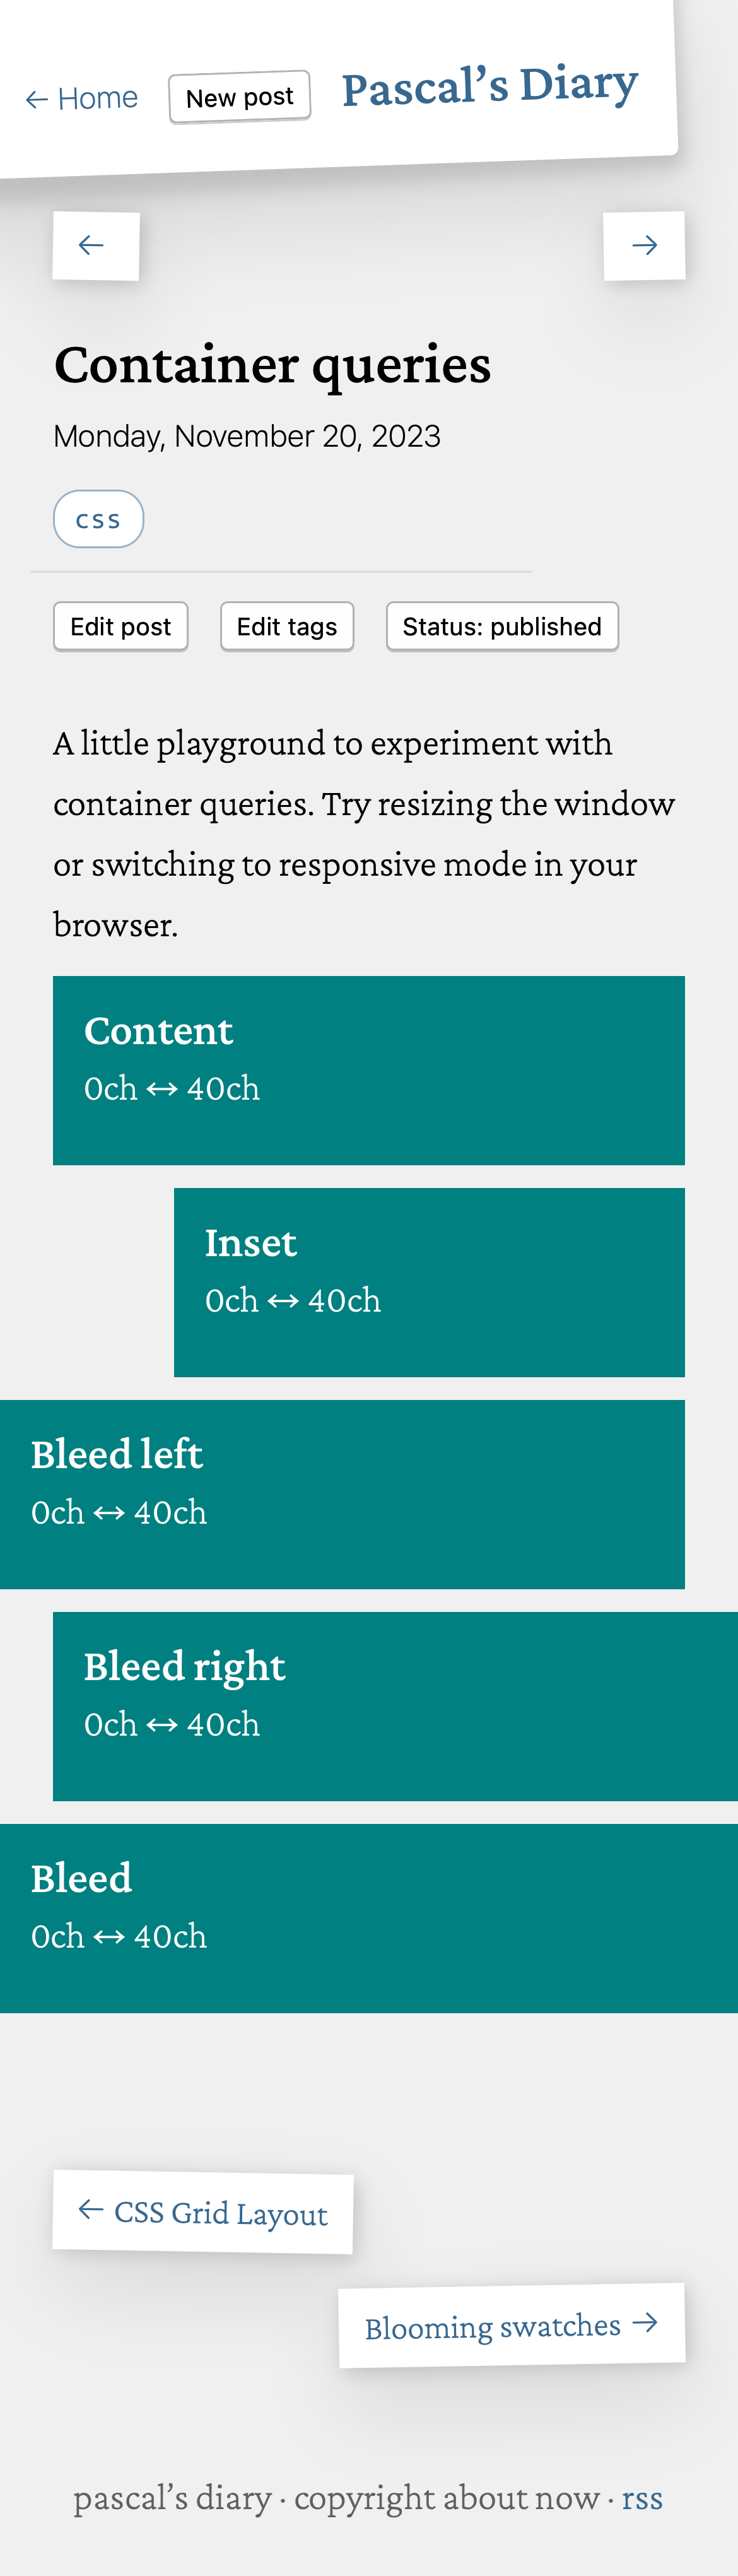 ← Home
New post
Pascal’s Diary
←
→
Container queries
Monday, November 20, 2023
css
Edit post
Edit tags
Status: published
A little playground to experiment with
container queries. Try resizing the window
or switching to responsive mode in your
browser.
Content
0ch ↔ 40ch
Inset
0ch ↔ 40ch
Bleed left
0ch ↔ 40ch
Bleed right
0ch ↔ 40ch
Bleed
0ch ↔ 40ch
← CSS Grid Layout
Blooming swatches →
pascal’s diary · copyright about now · rss